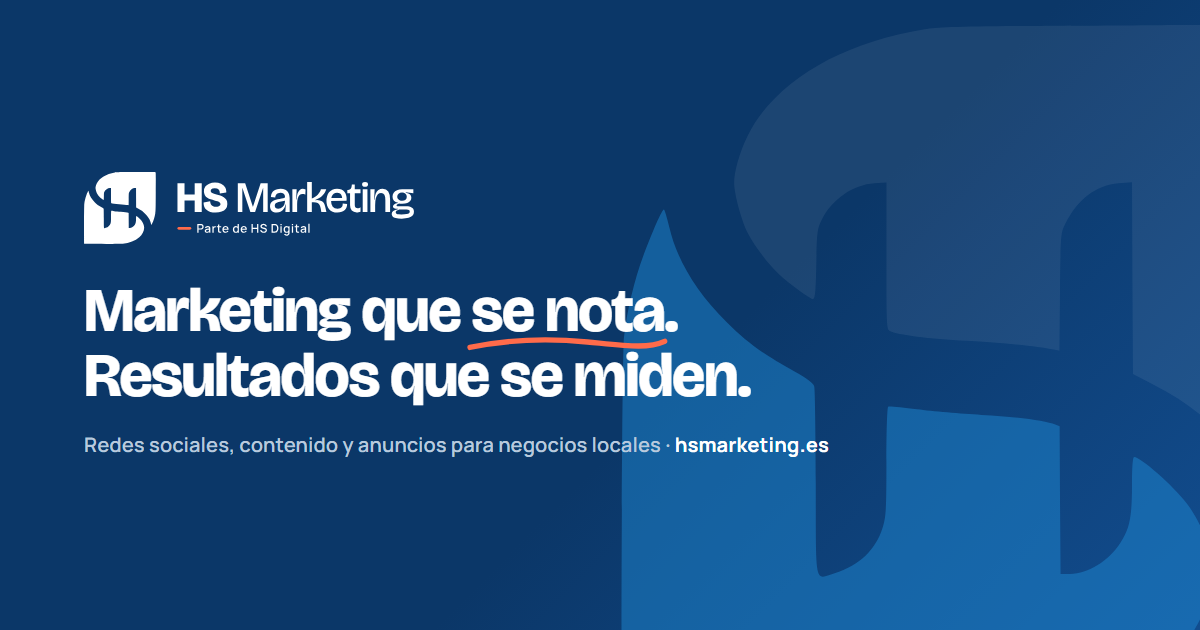 HS Marketing
Parte de HS Digital
Marketing que se nota.
Resultados que se miden.
Redes sociales, contenido y anuncios para negocios locales · hsmarketing.es